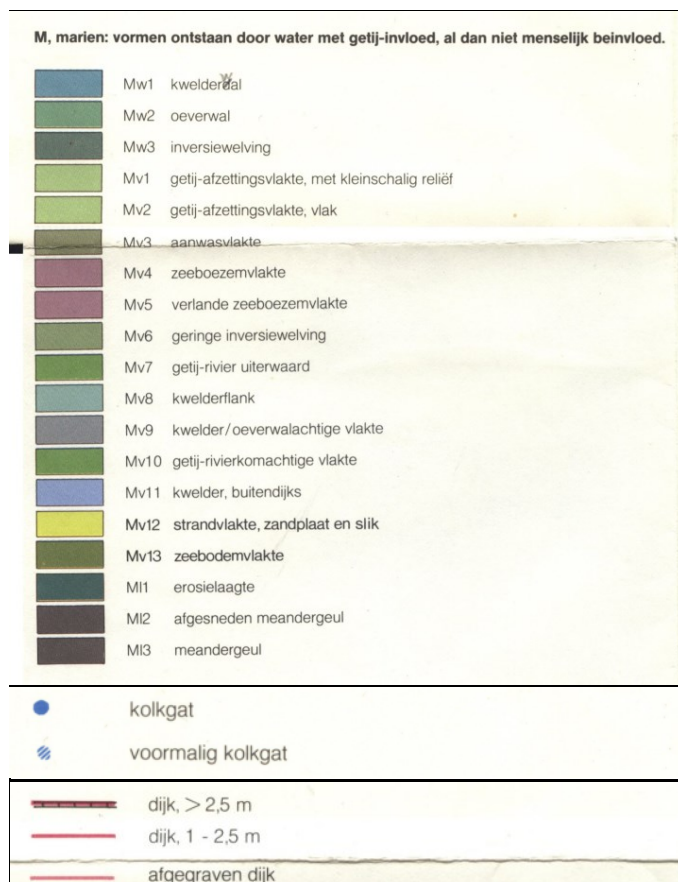 M, marien: vormen ontstaan door water met getij-invloed, al dan niet menselijk beinvloed.
Mw1 kwelderwal
Mw2 oeverwal
Mw3 inversiewelving
Mv1 getij-afzettingsvlakte, met kleinschalig reliëf
Mv2 getij-afzettingsvlakte, vlak
Mv3 aanwasvlakte
Mv4 zeeboezemvlakte
Mv5 verlande zeeboezemvlakte
Mv6 geringe inversiewelving
Mv7 getij-rivier uiterwaard
Mv8 kwelderflank
Mv9 kwelder/oeverwalachtige vlakte
Mv10 getij-rivierkomachtige vlakte
Mv11 kwelder, buitendijks
Mv12 strandvlakte, zandplaat en slik
Mv13 zeebodemvlakte
Ml1 erosielaagte
Ml2 afgesneden meandergeul
Ml3 meandergeul
kolkgat
voormalig kolkgat
dijk, > 2,5 m
dijk, 1 - 2,5 m
afgegraven dijk